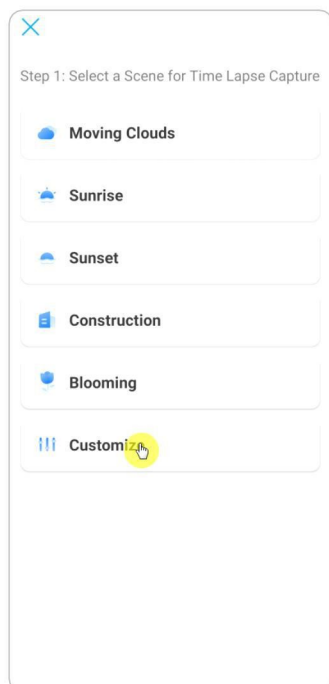 Step 1: Select a Scene for Time Lapse Capture
Moving Clouds
Sunrise
Sunset
Construction
Blooming
Customize